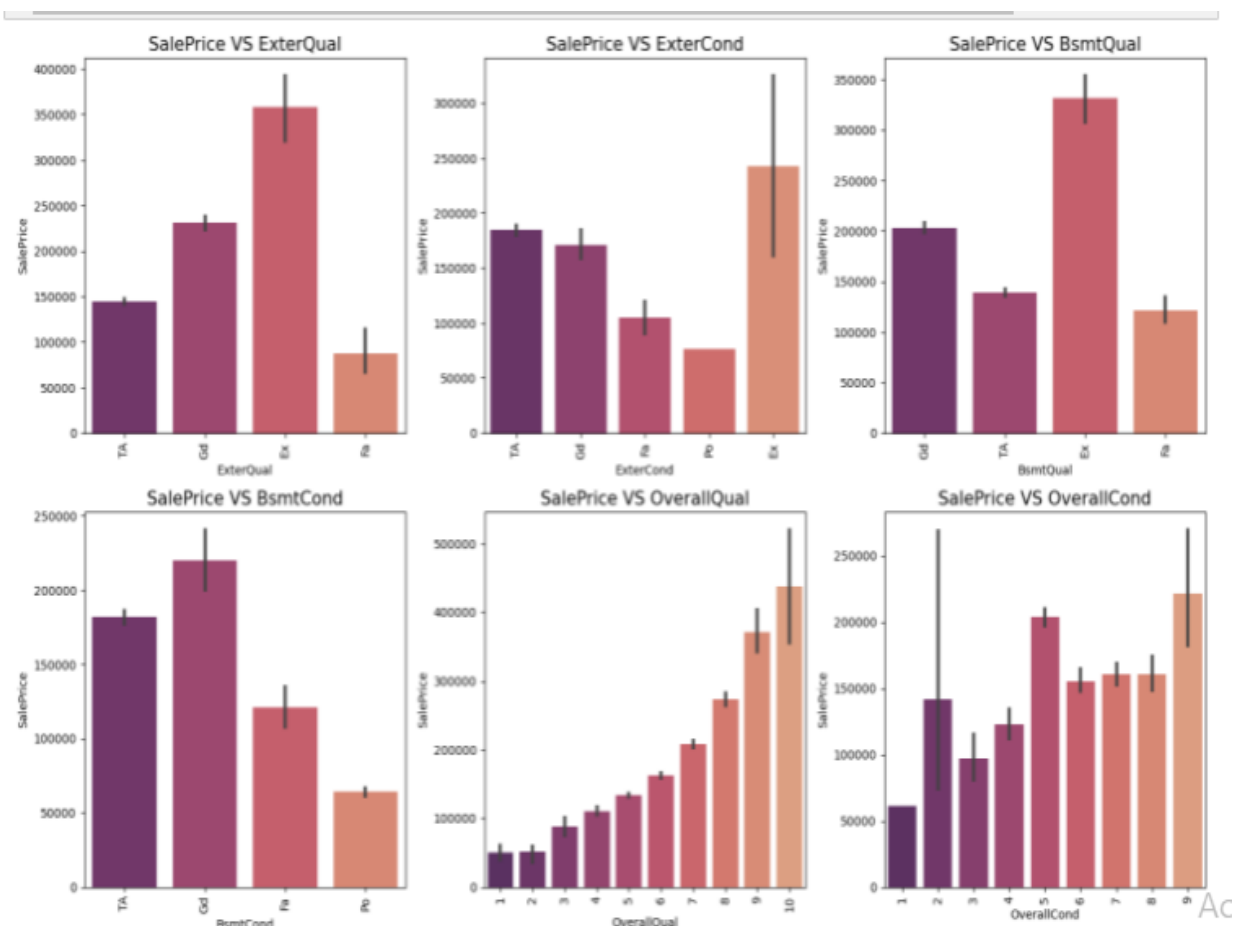 SalePrice VS ExterQual
400000
350000
300000
250000
200000
150000
100000
50000
0
SalePrice
TA Gd Ex Fa
ExterQual
SalePrice VS ExterCond
300000
250000
200000
150000
100000
50000
0
SalePrice
TA Gd Fa Po Ex
ExterCond
SalePrice VS BsmtQual
350000
300000
250000
200000
150000
100000
50000
0
SalePrice
Gd TA Ex Fa
BsmtQual
SalePrice VS BsmtCond
250000
200000
150000
100000
50000
0
SalePrice
TA Gd Fa Po
BsmtCond
SalePrice VS OverallQual
500000
400000
300000
200000
100000
0
SalePrice
1 2 3 4 5 6 7 8 9 10
OverallQual
SalePrice VS OverallCond
250000
200000
150000
100000
50000
0
SalePrice
1 2 3 4 5 6 7 8 9
OverallCond
Ac